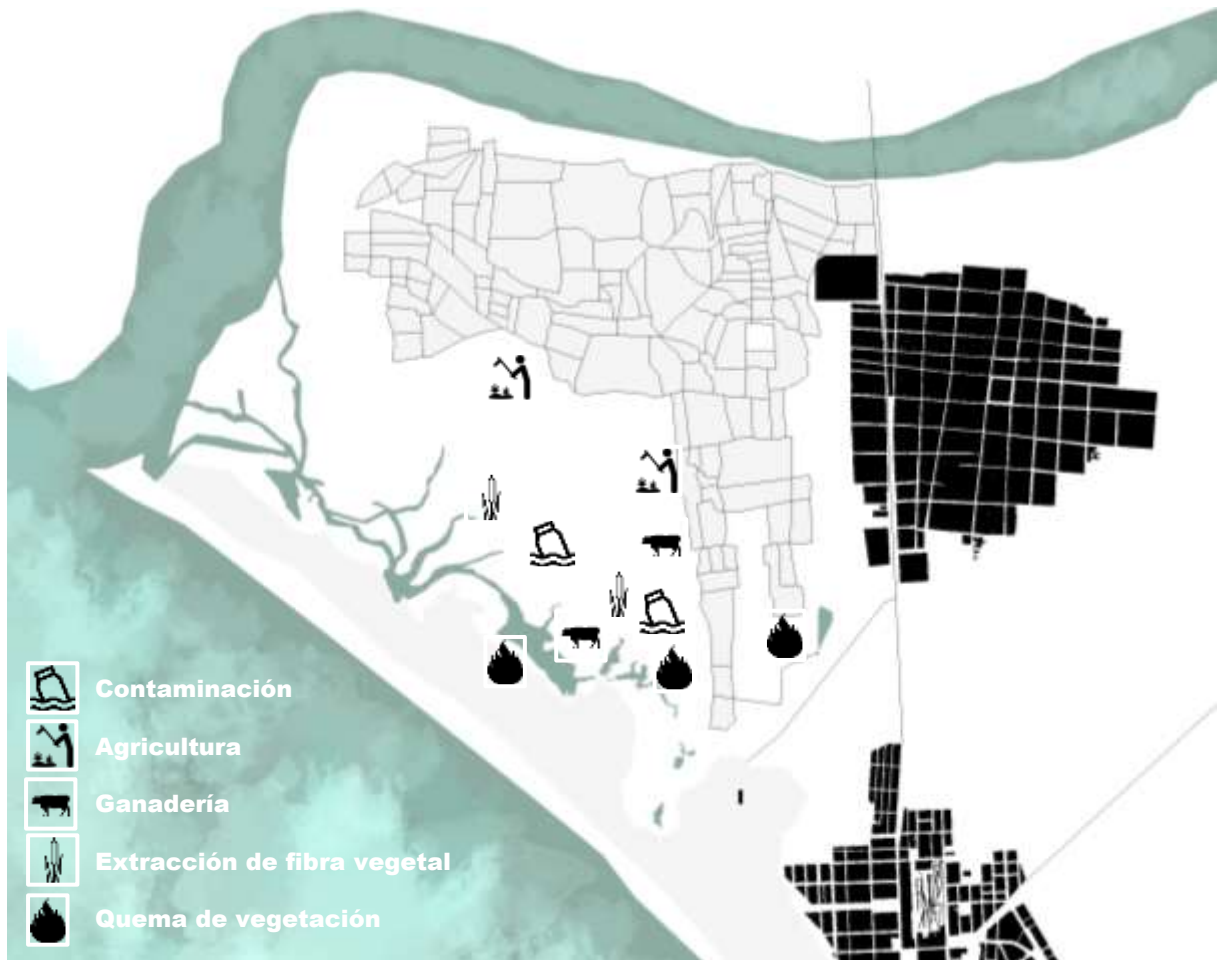 Contaminación
Agricultura
Ganadería
Extracción de fibra vegetal
Quema de vegetación